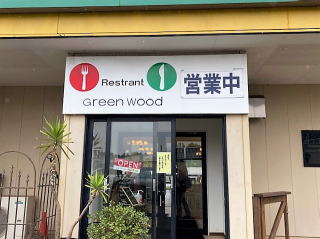 Restrant
Green Wood
営業中
OPEN